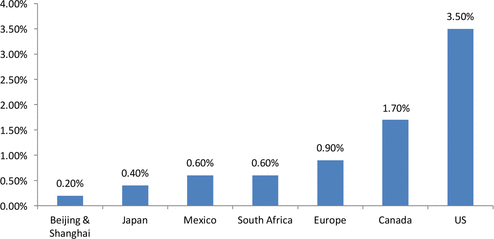 4.00%
3.50%
3.00%
2.50%
2.00%
1.50%
1.00%
0.50%
0.00%
0.20%
0.40%
0.60%
0.60%
0.90%
1.70%
3.50%
Beijing &
Shanghai
Japan
Mexico
South Africa
Europe
Canada
US